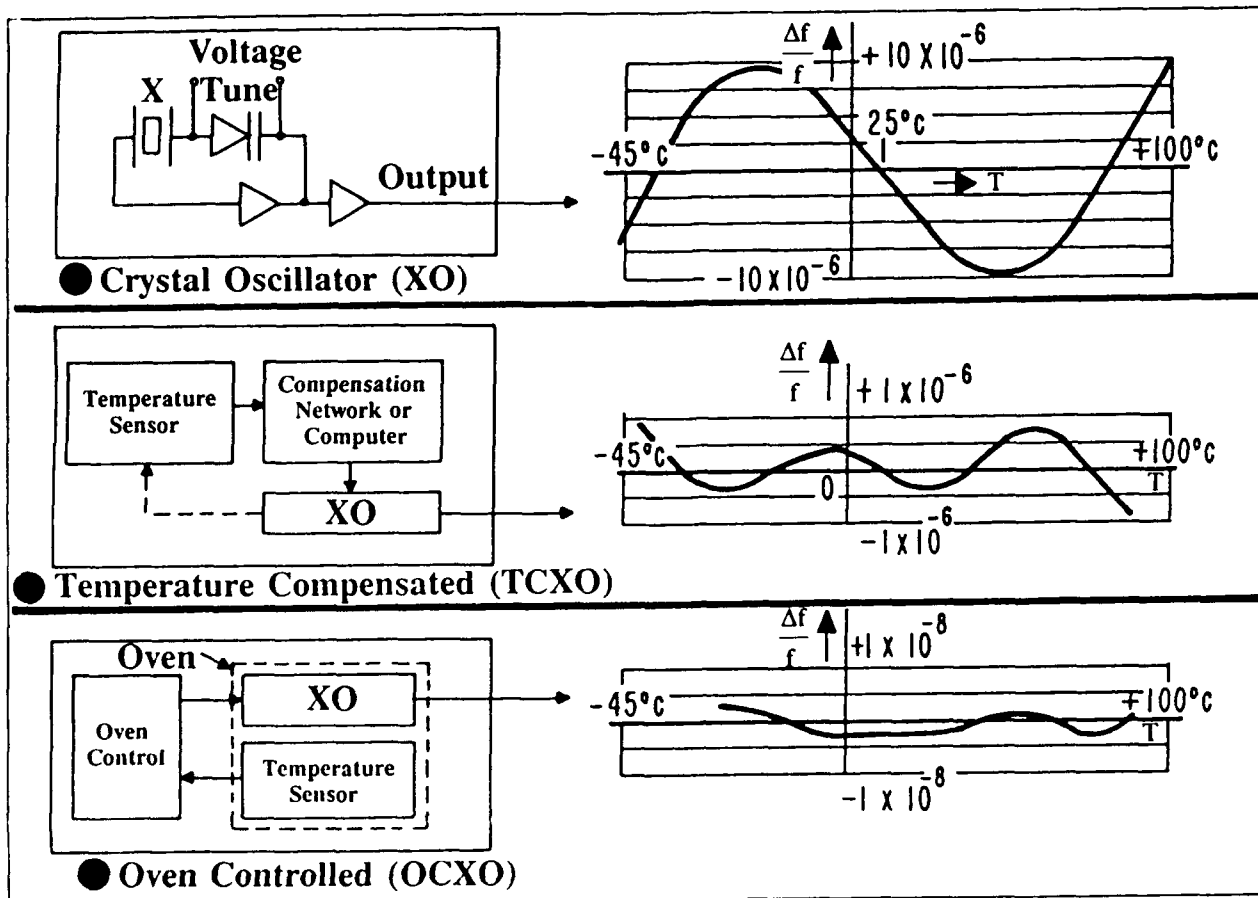 Voltage
Tune
X
Output
● Crystal Oscillator (XO)
Δf
f
+10 X 10⁻⁶
25°C
-45°C
+100°C
T
-10 X 10⁻⁶
Temperature
Sensor
Compensation
Network or
Computer
XO
● Temperature Compensated (TCXO)
Δf
f
+ 1 X 10⁻⁶
-45°C
+100°C
T
0
-1 X 10⁻⁶
Oven
XO
Oven
Control
Temperature
Sensor
● Oven Controlled (OCXO)
Δf
f
+1 X 10⁻⁸
-45°C
+100°C
T
-1 X 10⁻⁸